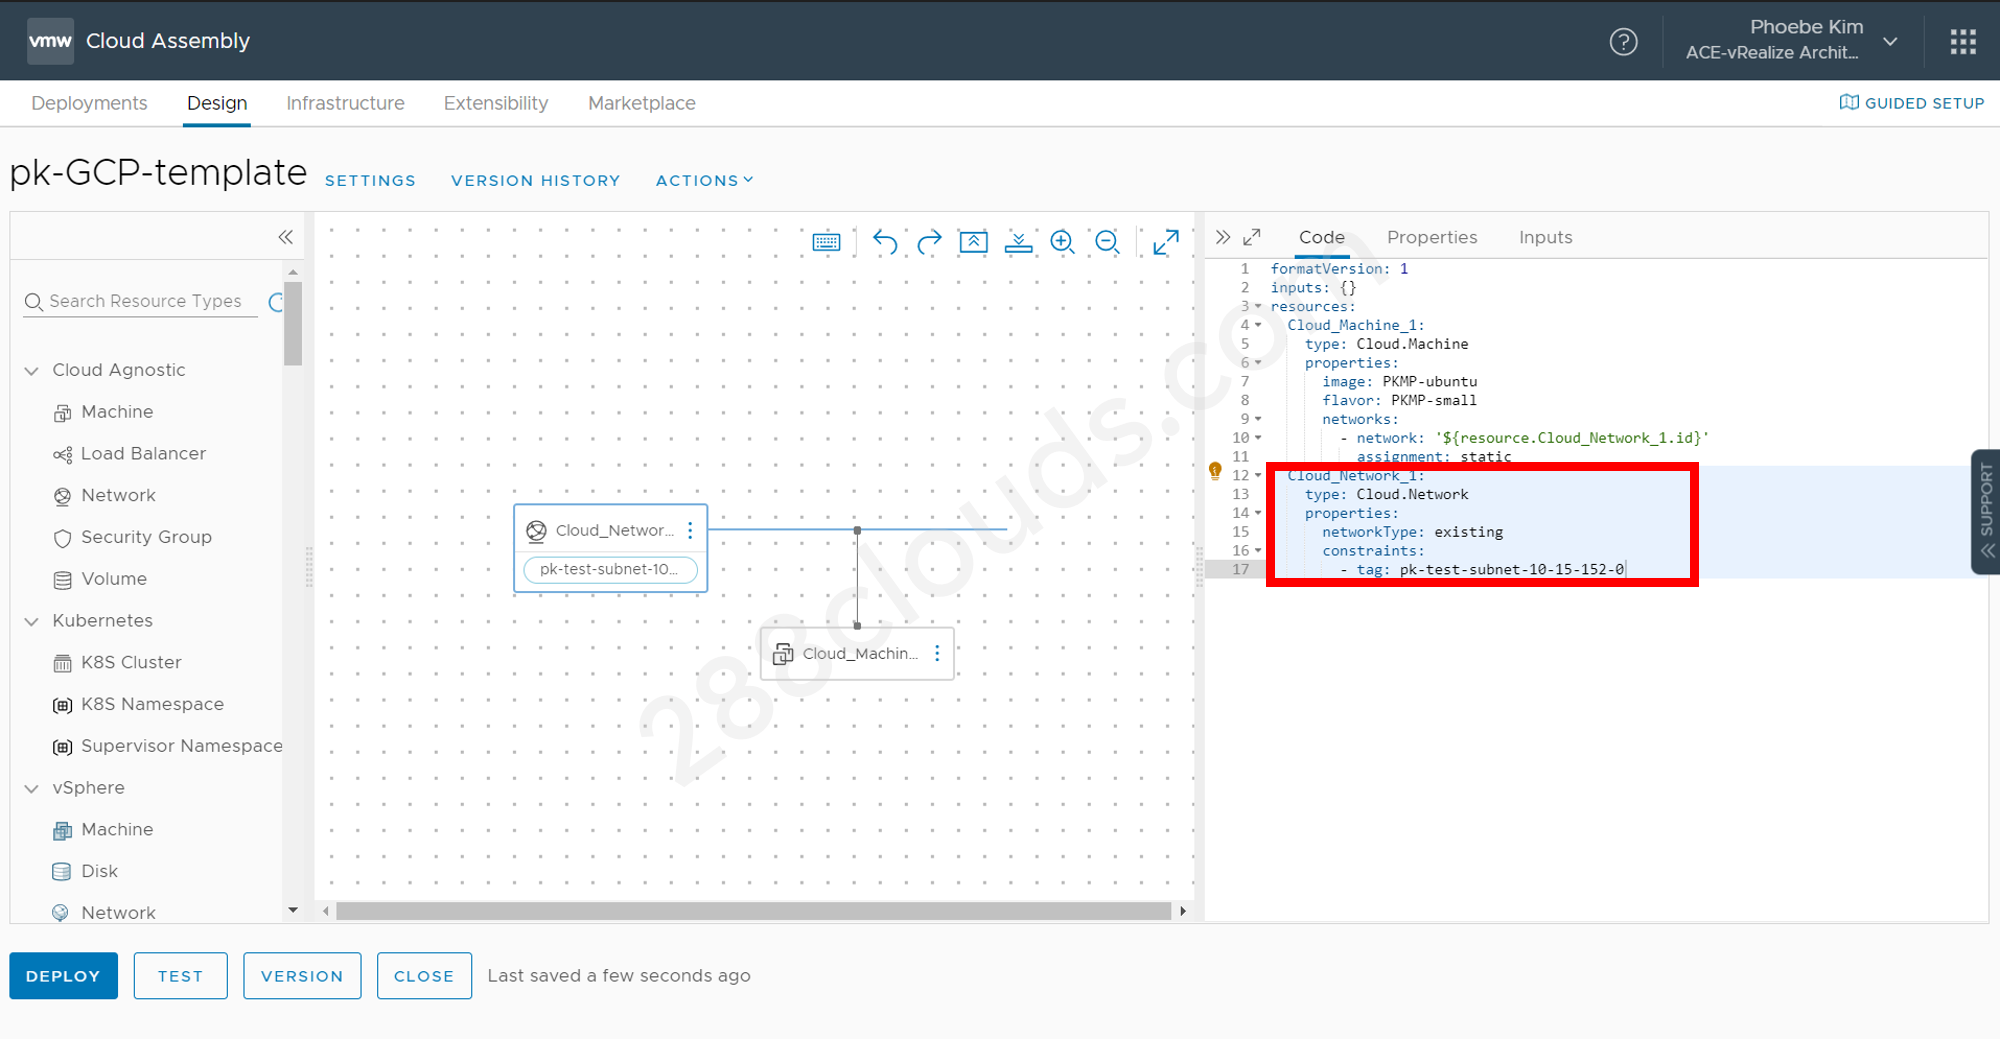 vmw Cloud Assembly
Phoebe Kim
ACE-vRealize Archit...
Deployments Design Infrastructure Extensibility Marketplace
GUIDED SETUP
pk-GCP-template SETTINGS VERSION HISTORY ACTIONS
Search Resource Types
Cloud Agnostic
Machine
Load Balancer
Network
Security Group
Volume
Kubernetes
K8S Cluster
K8S Namespace
Supervisor Namespace
vSphere
Machine
Disk
Network
Cloud_Networ...
pk-test-subnet-10...
Cloud_Machin...
288clouds.com
Code Properties Inputs
1 formatVersion: 1
2 inputs: {}
3 resources:
4 Cloud_Machine_1:
5 type: Cloud.Machine
6 properties:
7 image: PKMP-ubuntu
8 flavor: PKMP-small
9 networks:
10 - network: '${resource.Cloud_Network_1.id}'
11 assignment: static
12 Cloud_Network_1:
13 type: Cloud.Network
14 properties:
15 networkType: existing
16 constraints:
17 - tag: pk-test-subnet-10-15-152-0
SUPPORT
DEPLOY TEST VERSION CLOSE Last saved a few seconds ago